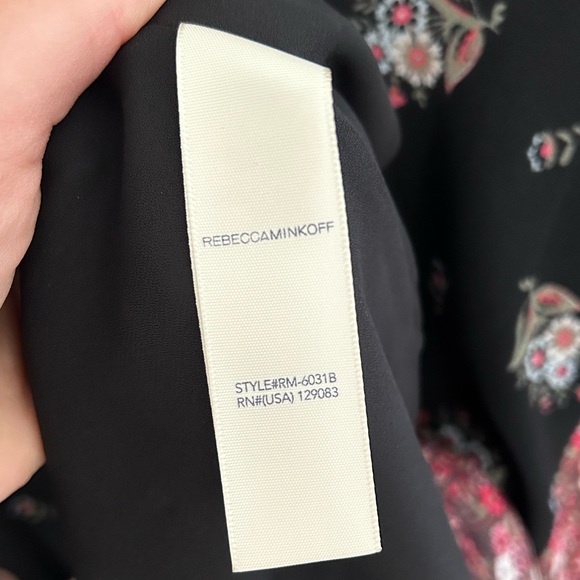 REBECCAMINKOFF
STYLE#RM-6031B
RN#(USA) 129083